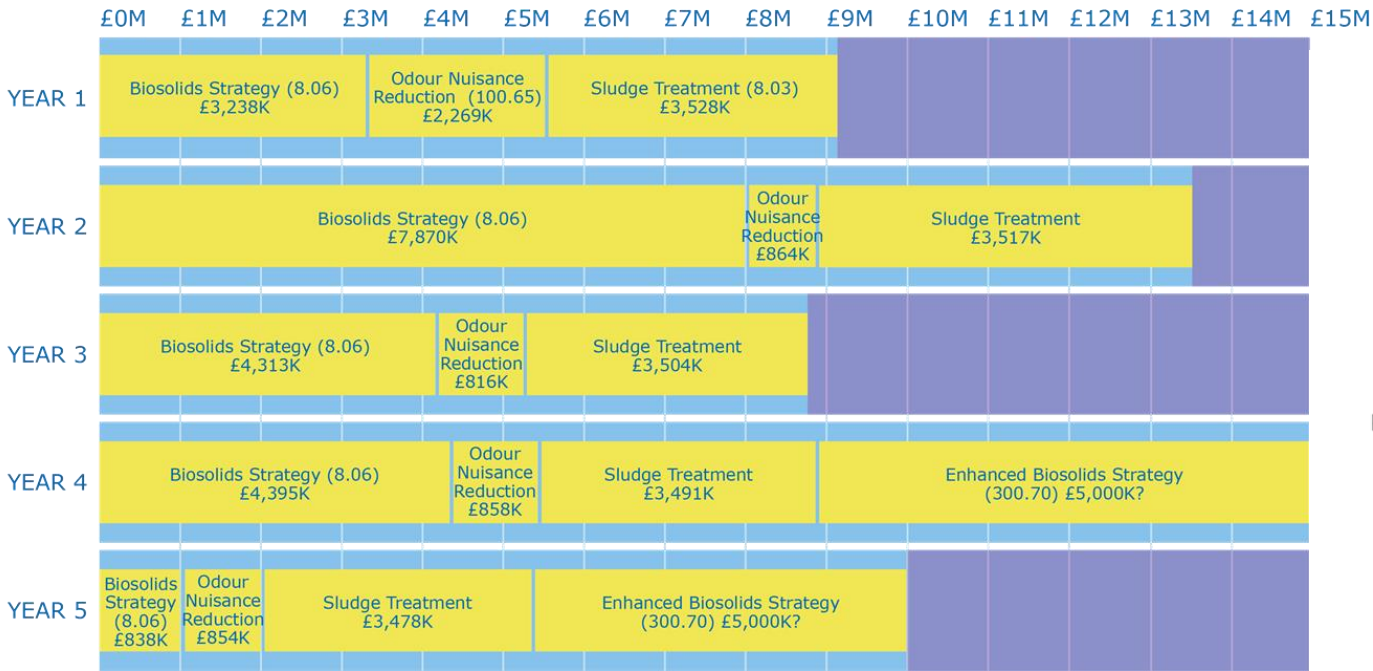 £0M £1M £2M £3M £4M £5M £6M £7M £8M £9M £10M £11M £12M £13M £14M £15M
YEAR 1
Biosolids Strategy (8.06)
£3,238K
Odour Nuisance
Reduction (100.65)
£2,269K
Sludge Treatment (8.03)
£3,528K
YEAR 2
Biosolids Strategy (8.06)
£7,870K
Odour
Nuisance
Reduction
£864K
Sludge Treatment
£3,517K
YEAR 3
Biosolids Strategy (8.06)
£4,313K
Odour
Nuisance
Reduction
£816K
Sludge Treatment
£3,504K
YEAR 4
Biosolids Strategy (8.06)
£4,395K
Odour
Nuisance
Reduction
£858K
Sludge Treatment
£3,491K
Enhanced Biosolids Strategy
(300.70) £5,000K?
YEAR 5
Biosolids
Strategy
(8.06)
£838K
Odour
Nuisance
Reduction
£854K
Sludge Treatment
£3,478K
Enhanced Biosolids Strategy
(300.70) £5,000K?